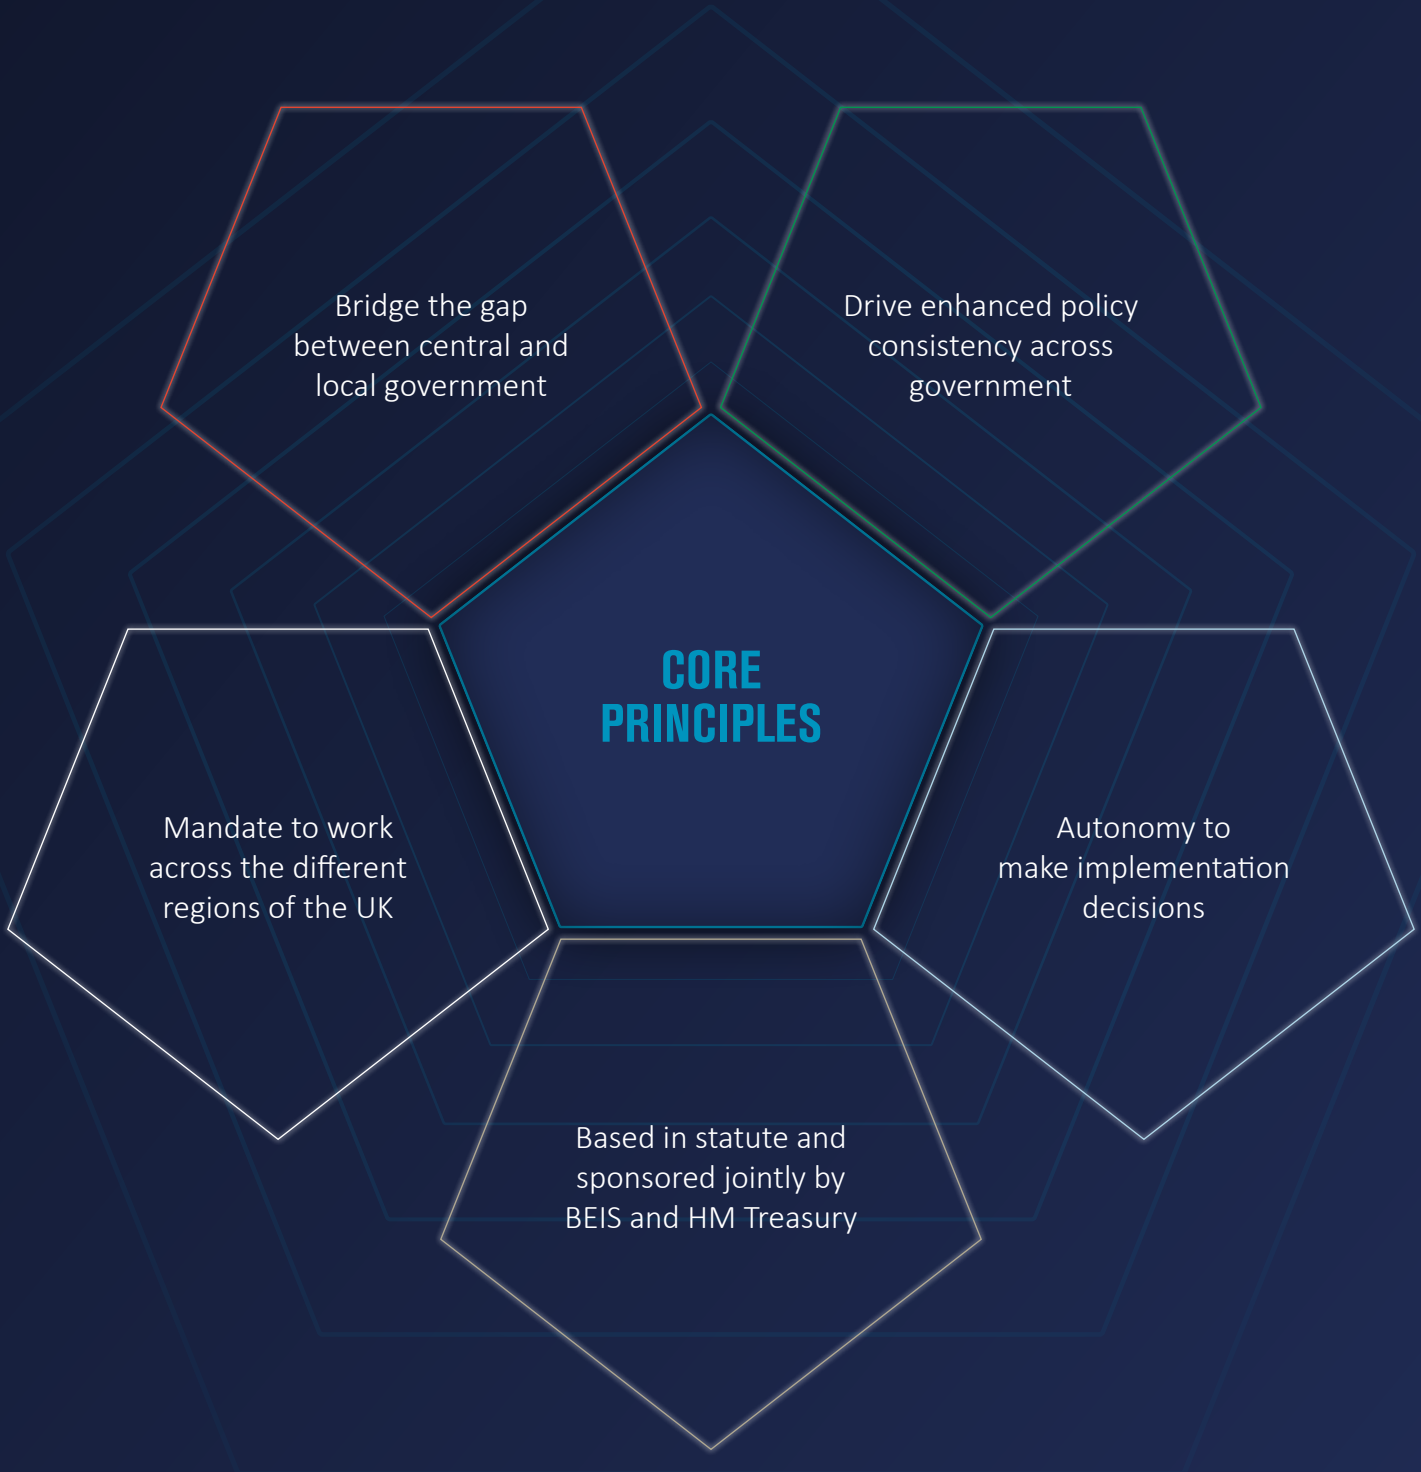 Bridge the gap
between central and
local government
Drive enhanced policy
consistency across
government
CORE
PRINCIPLES
Mandate to work
across the different
regions of the UK
Autonomy to
make implementation
decisions
Based in statute and
sponsored jointly by
BEIS and HM Treasury